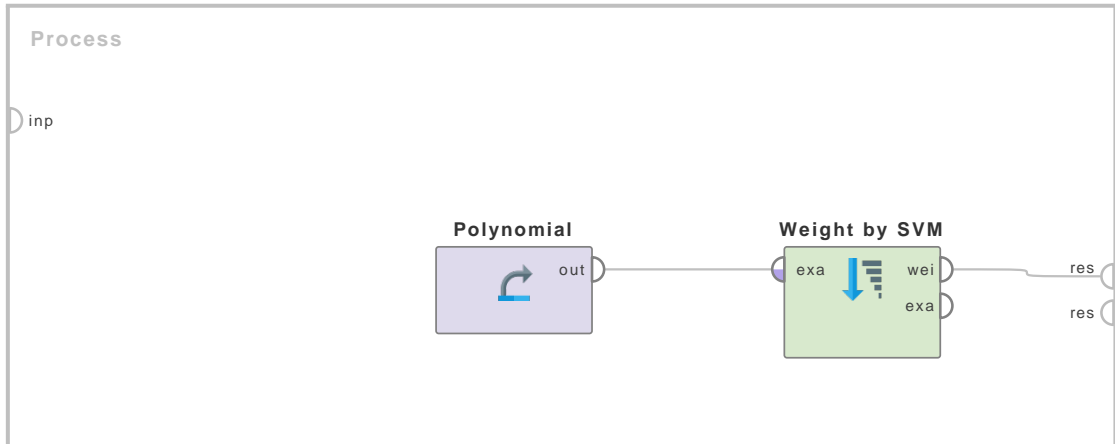 Process
inp
Polynomial
out
Weight by SVM
exa
wei
exa
res
res